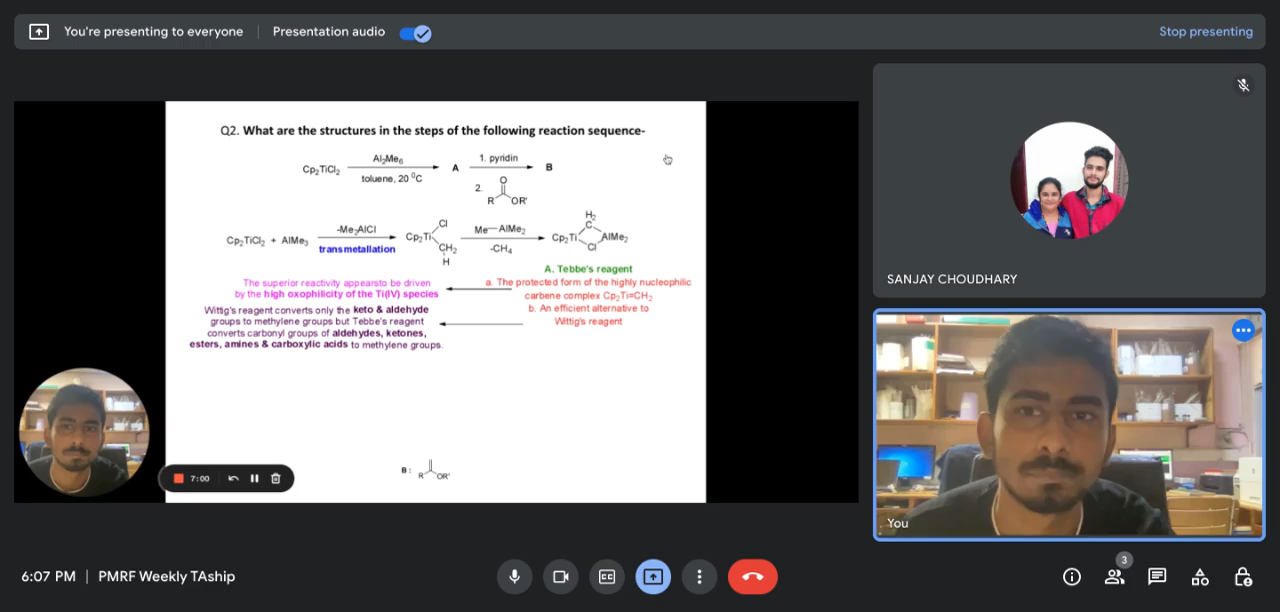 You're presenting to everyone
Presentation audio
Stop presenting
Q2. What are the structures in the steps of the following reaction sequence-
Cp₂TiCl₂
Al₂Me₆
toluene, 20 ⁰C
A
1. pyridin
2.
O
R
OR'
B
Cp₂TiCl₂ + AlMe₃
-Me₂AlCl
transmetallation
Cp₂Ti
Cl
CH₂
H
Me—AlMe₂
-CH₄
H₂
C
Cp₂Ti
AlMe₂
Cl
A. Tebbe's reagent
a. The protected form of the highly nucleophilic
carbene complex Cp₂Ti=CH₂
b. An efficient alternative to
Wittig's reagent
The superior reactivity appearsto be driven
by the high oxophilicity of the Ti(IV) species
Wittig's reagent converts only the keto & aldehyde
groups to methylene groups but Tebbe's reagent
converts carbonyl groups of aldehydes, ketones,
esters, amines & carboxylic acids to methylene groups.
B :
R
OR'
7:00
SANJAY CHOUDHARY
You
3
6:07 PM | PMRF Weekly TAship
CC